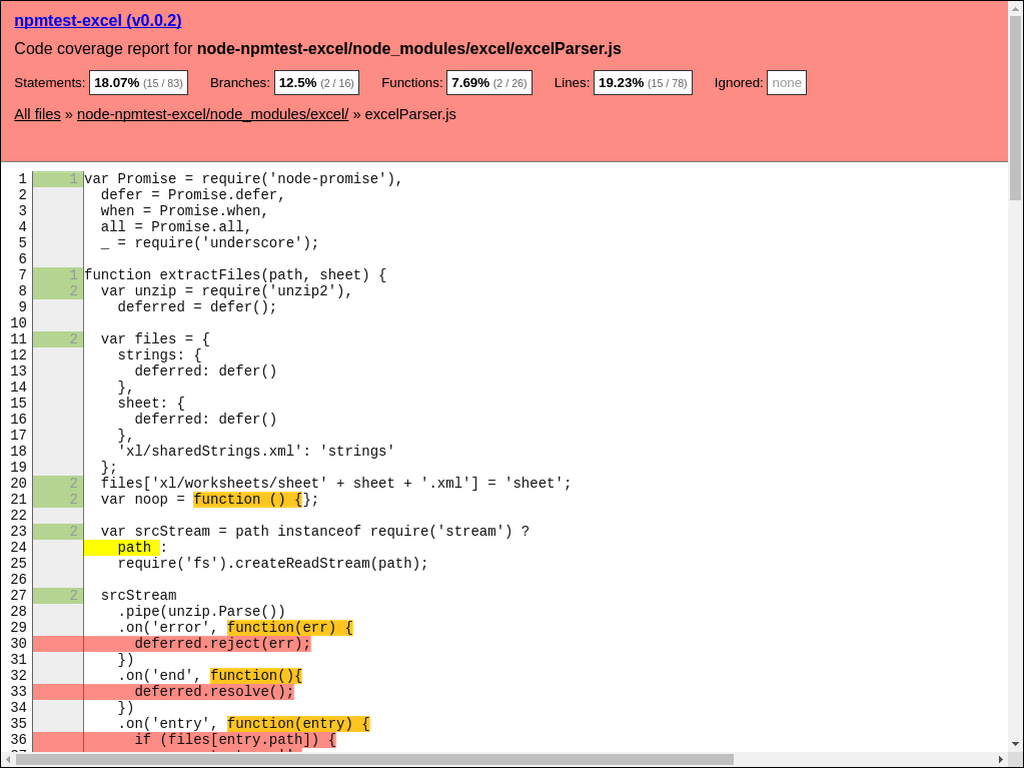 npmtest-excel (v0.0.2)
Code coverage report for node-npmtest-excel/node_modules/excel/excelParser.js
Statements: 18.07% (15 / 83) Branches: 12.5% (2 / 16) Functions: 7.69% (2 / 26) Lines: 19.23% (15 / 78) Ignored: none
All files » node-npmtest-excel/node_modules/excel/ » excelParser.js
1 1 var Promise = require('node-promise'),
2 defer = Promise.defer,
3 when = Promise.when,
4 all = Promise.all,
5 _ = require('underscore');
6
7 1 function extractFiles(path, sheet) {
8 2 var unzip = require('unzip2'),
9 deferred = defer();
10
11 2 var files = {
12 strings: {
13 deferred: defer()
14 },
15 sheet: {
16 deferred: defer()
17 },
18 'xl/sharedStrings.xml': 'strings'
19 };
20 2 files['xl/worksheets/sheet' + sheet + '.xml'] = 'sheet';
21 2 var noop = function () {};
22
23 2 var srcStream = path instanceof require('stream') ?
24 path :
25 require('fs').createReadStream(path);
26
27 2 srcStream
28 .pipe(unzip.Parse())
29 .on('error', function(err) {
30 deferred.reject(err);
31 })
32 .on('end', function(){
33 deferred.resolve();
34 })
35 .on('entry', function(entry) {
36 if (files[entry.path]) {